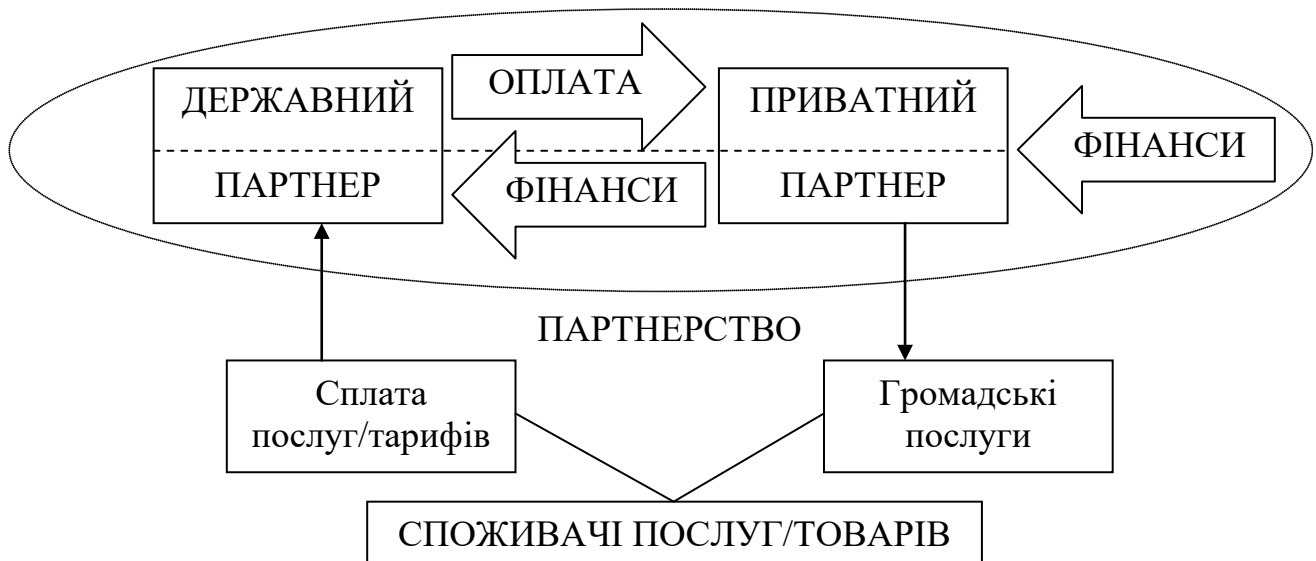 ДЕРЖАВНИЙ
ПАРТНЕР
ОПЛАТА
ФІНАНСИ
ПРИВАТНИЙ
ПАРТНЕР
ФІНАНСИ
ПАРТНЕРСТВО
Сплата
послуг/тарифів
Громадські
послуги
СПОЖИВАЧІ ПОСЛУГ/ТОВАРІВ